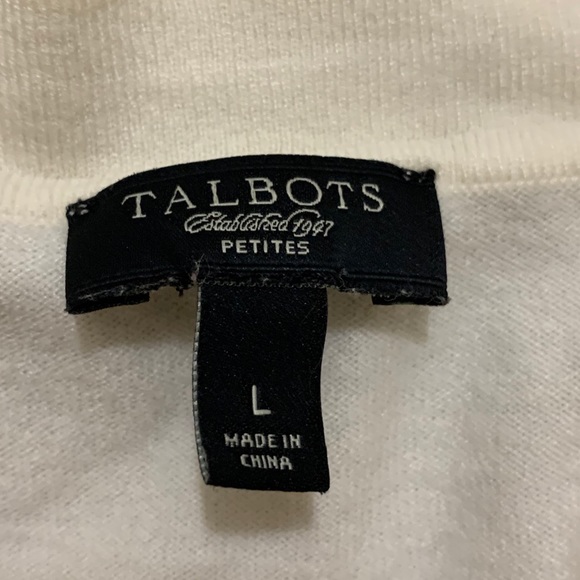 TALBOTS
Established 1947
PETITES
L
MADE IN
CHINA